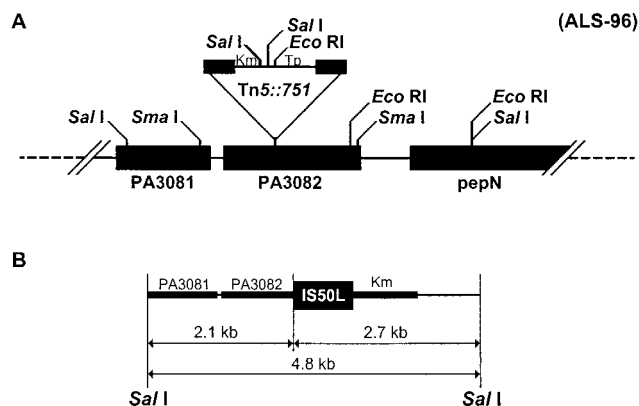 A
(ALS-96)
Sal I
Sal I
Eco RI
Km
Tp
Tn5::751
Sal I
Sma I
Eco RI
Sma I
Eco RI
Sal I
PA3081
PA3082
pepN
B
PA3081
PA3082
IS50L
Km
2.1 kb
2.7 kb
4.8 kb
Sal I
Sal I